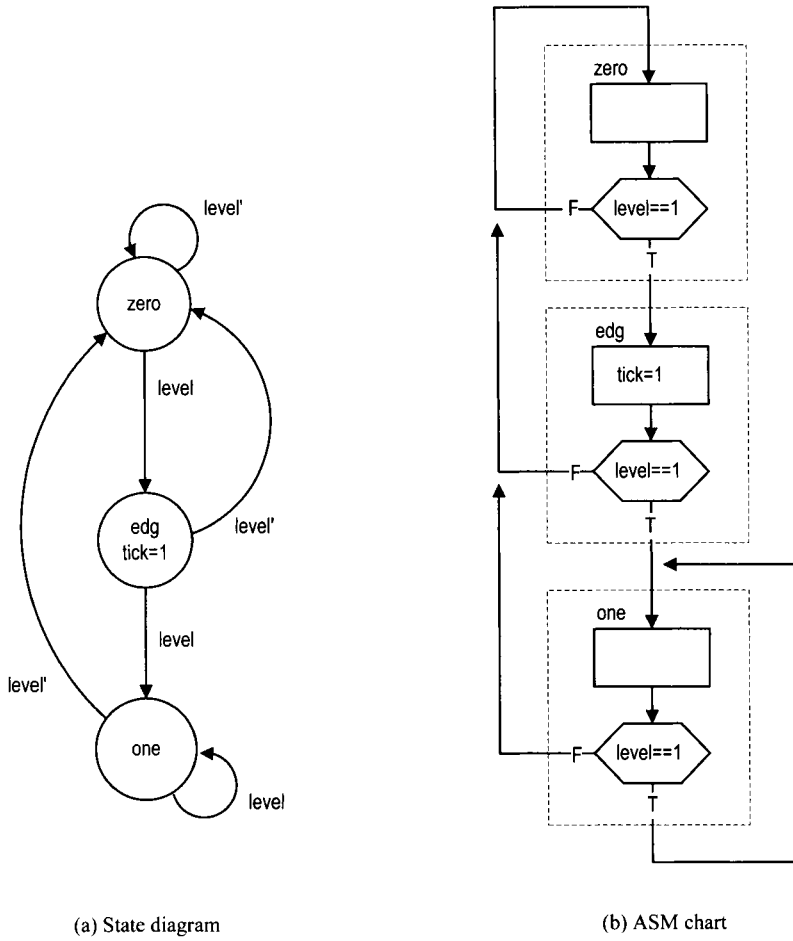 level'
zero
level
edg
tick=1
level'
level
level'
one
level
(a) State diagram
zero
F
level==1
T
edg
tick=1
F
level==1
T
one
F
level==1
T
(b) ASM chart